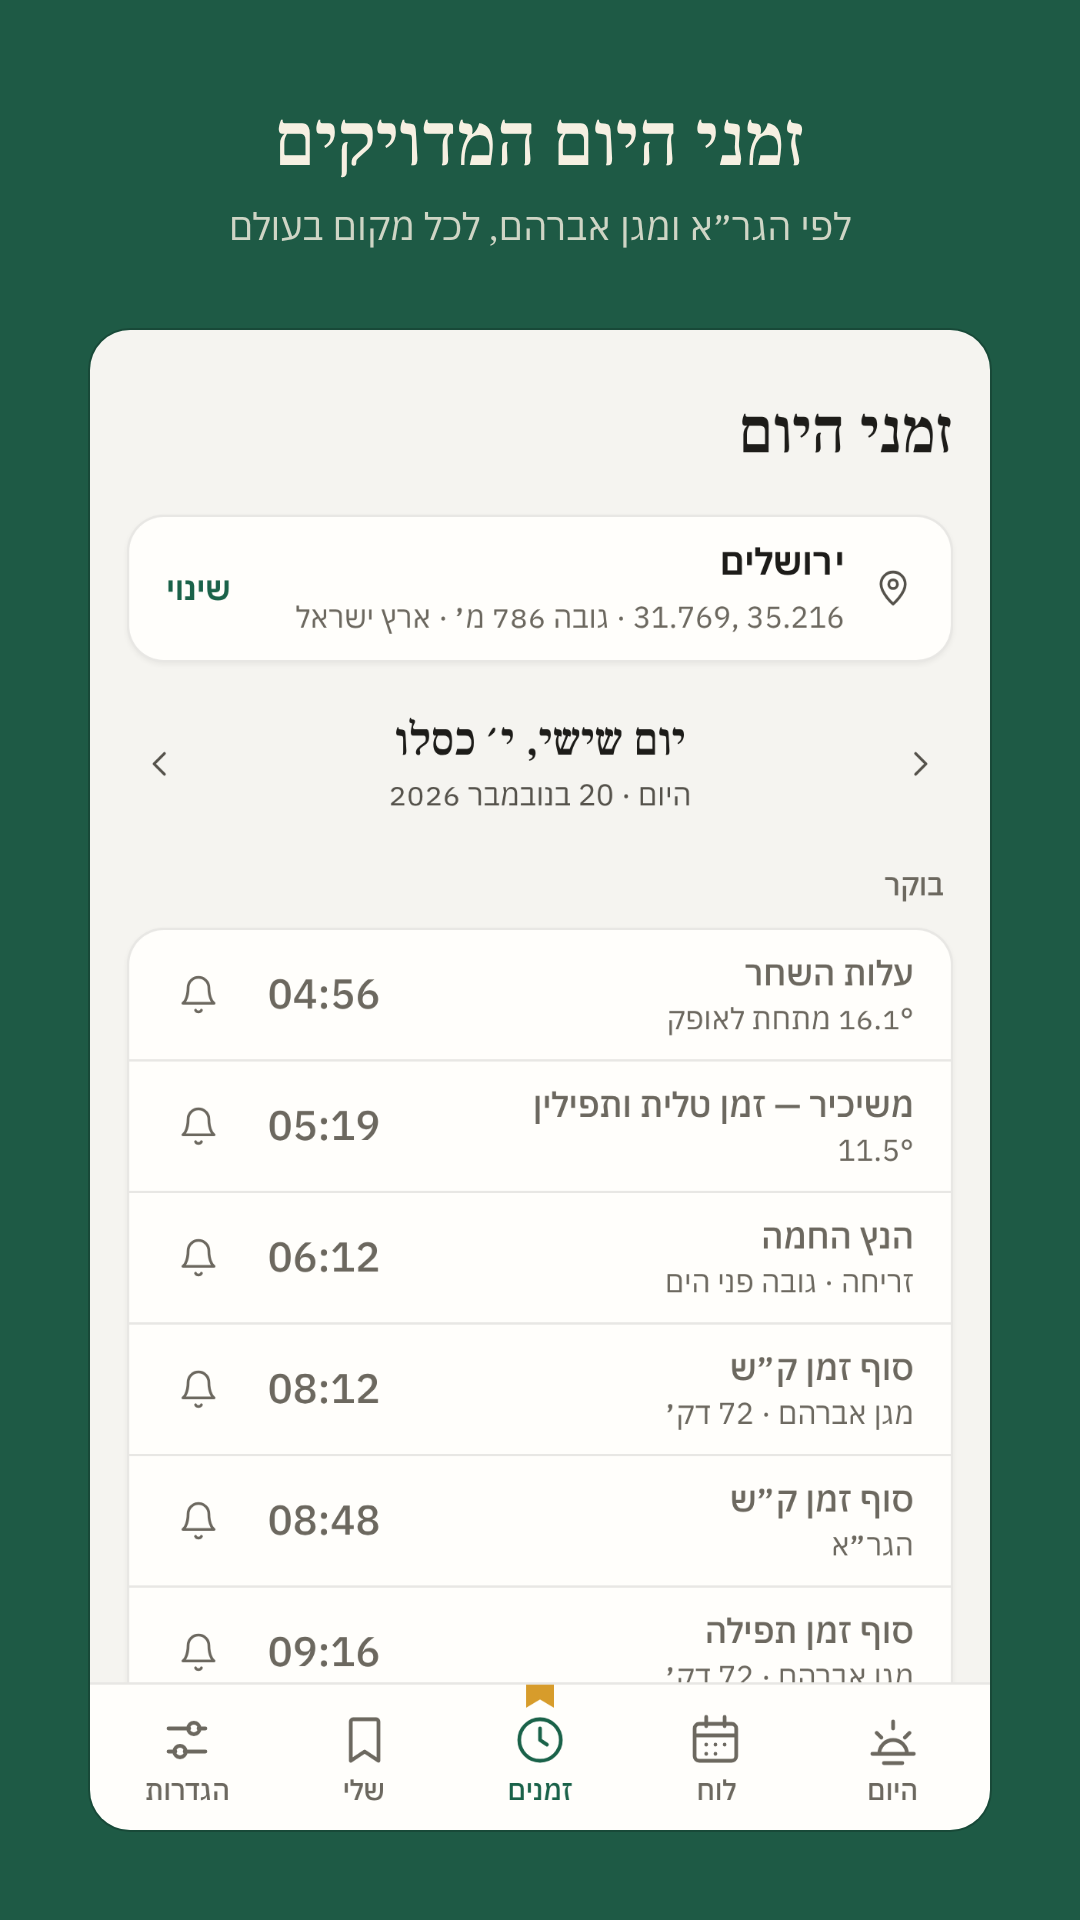 זמני היום המדויקים
לפי הגר״א ומגן אברהם, לכל מקום בעולם
זמני היום
ירושלים
31.769, 35.216 · גובה 786 מ׳ · ארץ ישראל
שינוי
יום שישי, י׳ כסלו
היום · 20 בנובמבר 2026
בוקר
עלות השחר
16.1° מתחת לאופק
04:56
משיכיר – זמן טלית ותפילין
11.5°
05:19
הנץ החמה
זריחה · גובה פני הים
06:12
סוף זמן ק״ש
מגן אברהם · 72 דק׳
08:12
סוף זמן ק״ש
הגר״א
08:48
סוף זמן תפילה
מגן אברהם · 72 דק׳
09:16
היום
לוח
זמנים
שלי
הגדרות